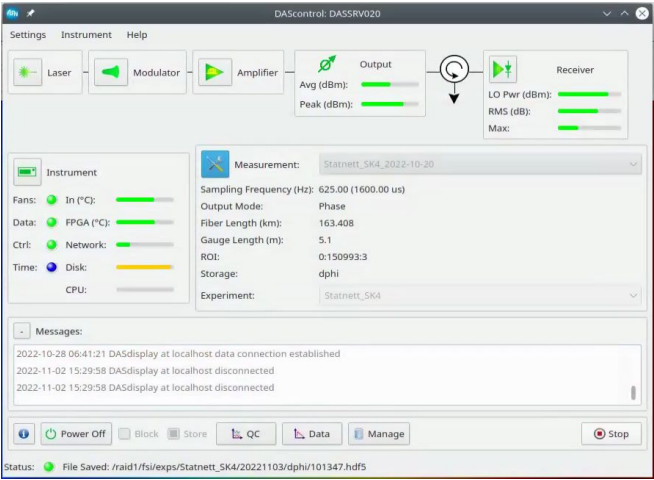 DAScontrol: DASSRV020
Settings Instrument Help
Laser
Modulator
Amplifier
Output
Avg (dBm):
Peak (dBm):
Receiver
LO Pwr (dBm):
RMS (dB):
Max:
Instrument
Fans: In (°C):
Data: FPGA (°C):
Ctrl: Network:
Time: Disk:
CPU:
Measurement: Statnett_SK4_2022-10-20
Sampling Frequency (Hz): 625.00 (1600.00 us)
Output Mode: Phase
Fiber Length (km): 163.408
Gauge Length (m): 5.1
ROI: 0:150993:3
Storage: dphi
Experiment: Statnett_SK4
- Messages:
2022-10-28 06:41:21 DASdisplay at localhost data connection established
2022-11-02 15:29:58 DASdisplay at localhost disconnected
2022-11-02 15:29:58 DASdisplay at localhost disconnected
Power Off Block Store QC Data Manage Stop
Status: File Saved: /raid1/fsi/exps/Statnett_SK4/20221103/dphi/101347.hdf5